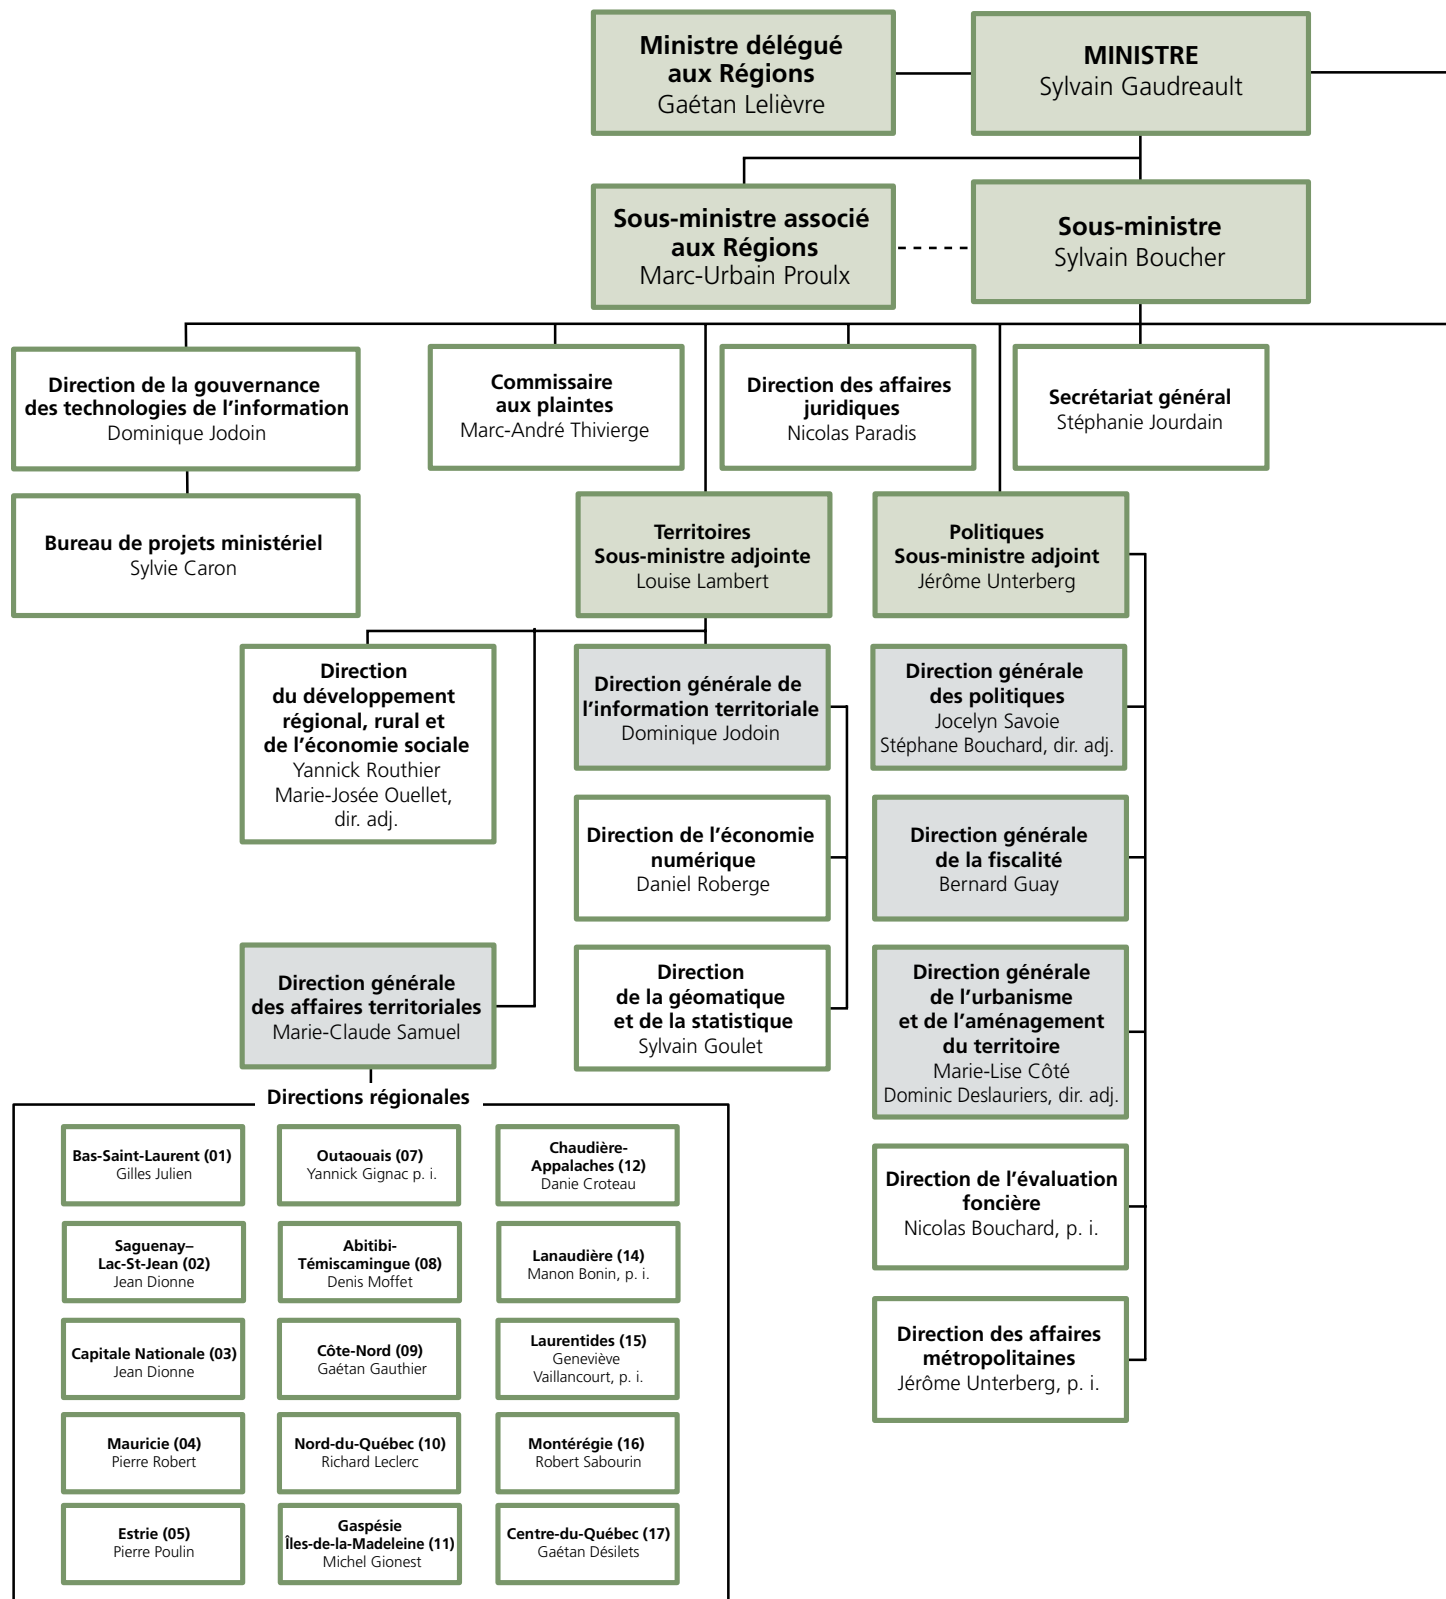 Ministre délégué
aux Régions
Gaétan Lelièvre
MINISTRE
Sylvain Gaudreault
Sous-ministre associé
aux Régions
Marc-Urbain Proulx
Sous-ministre
Sylvain Boucher
Direction de la gouvernance
des technologies de l’information
Dominique Jodoin
Commissaire
aux plaintes
Marc-André Thivierge
Direction des affaires
juridiques
Nicolas Paradis
Secrétariat général
Stéphanie Jourdain
Bureau de projets ministériel
Sylvie Caron
Territoires
Sous-ministre adjointe
Louise Lambert
Politiques
Sous-ministre adjoint
Jérôme Unterberg
Direction
du développement
régional, rural et
de l’économie sociale
Yannick Routhier
Marie-Josée Ouellet,
dir. adj.
Direction générale de
l’information territoriale
Dominique Jodoin
Direction générale
des politiques
Jocelyn Savoie
Stéphane Bouchard, dir. adj.
Direction de l’économie
numérique
Daniel Roberge
Direction générale
de la fiscalité
Bernard Guay
Direction générale
des affaires territoriales
Marie-Claude Samuel
Direction
de la géomatique
et de la statistique
Sylvain Goulet
Direction générale
de l’urbanisme
et de l’aménagement
du territoire
Marie-Lise Côté
Dominic Deslauriers, dir. adj.
Direction de l’évaluation
foncière
Nicolas Bouchard, p. i.
Direction des affaires
métropolitaines
Jérôme Unterberg, p. i.
Directions régionales
Bas-Saint-Laurent (01)
Gilles Julien
Outaouais (07)
Yannick Gignac p. i.
Chaudière-
Appalaches (12)
Danie Croteau
Saguenay–
Lac-St-Jean (02)
Jean Dionne
Abitibi-
Témiscamingue (08)
Denis Moffet
Lanaudière (14)
Manon Bonin, p. i.
Capitale Nationale (03)
Jean Dionne
Côte-Nord (09)
Gaétan Gauthier
Laurentides (15)
Geneviève
Vaillancourt, p. i.
Mauricie (04)
Pierre Robert
Nord-du-Québec (10)
Richard Leclerc
Montérégie (16)
Robert Sabourin
Estrie (05)
Pierre Poulin
Gaspésie
Îles-de-la-Madeleine (11)
Michel Gionest
Centre-du-Québec (17)
Gaétan Désilets